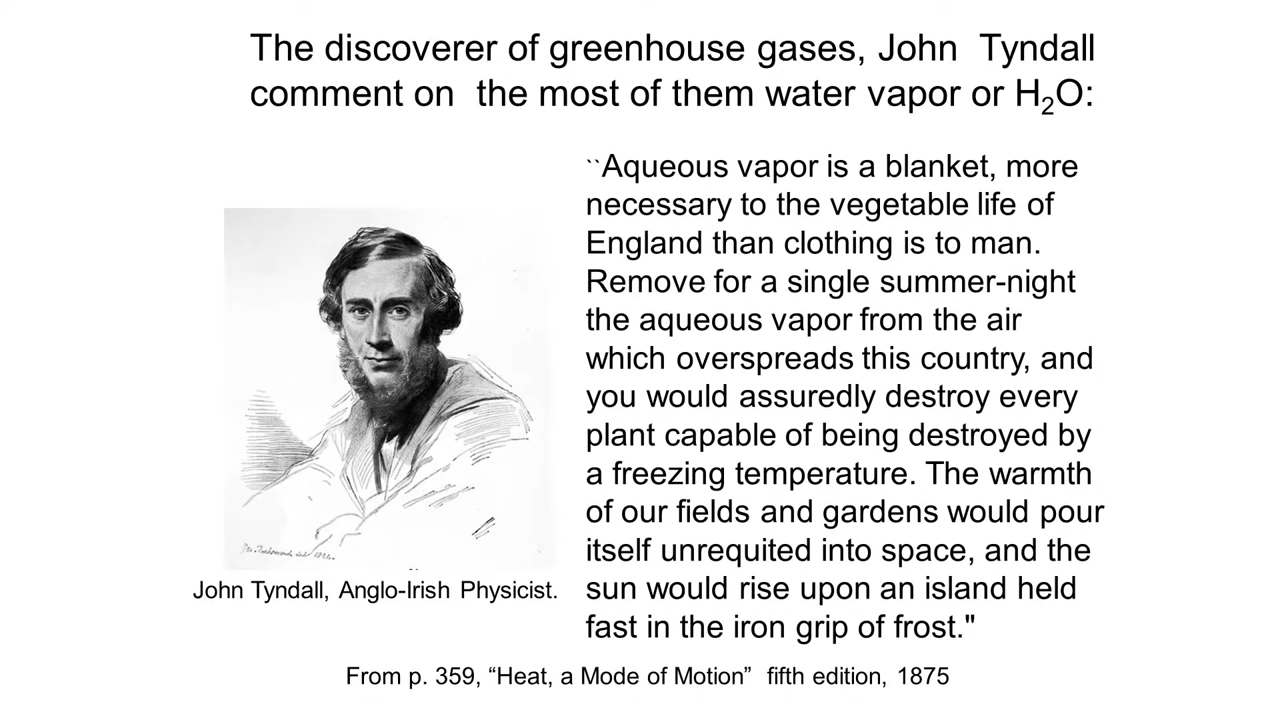 The discoverer of greenhouse gases, John Tyndall
comment on the most of them water vapor or H₂O:
``Aqueous vapor is a blanket, more
necessary to the vegetable life of
England than clothing is to man.
Remove for a single summer-night
the aqueous vapor from the air
which overspreads this country, and
you would assuredly destroy every
plant capable of being destroyed by
a freezing temperature. The warmth
of our fields and gardens would pour
itself unrequited into space, and the
sun would rise upon an island held
fast in the iron grip of frost."
John Tyndall, Anglo-Irish Physicist.
From p. 359, “Heat, a Mode of Motion” fifth edition, 1875